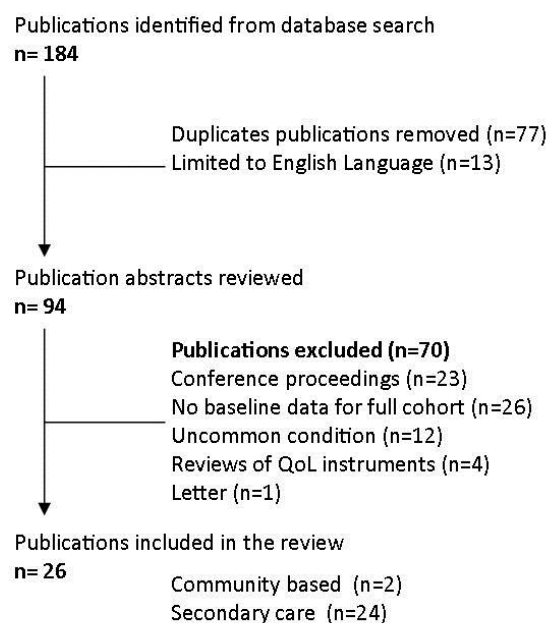 Publications identified from database search
n= 184
Duplicates publications removed (n=77)
Limited to English Language (n=13)
Publication abstracts reviewed
n= 94
Publications excluded (n=70)
Conference proceedings (n=23)
No baseline data for full cohort (n=26)
Uncommon condition (n=12)
Reviews of QoL instruments (n=4)
Letter (n=1)
Publications included in the review
n= 26
Community based (n=2)
Secondary care (n=24)